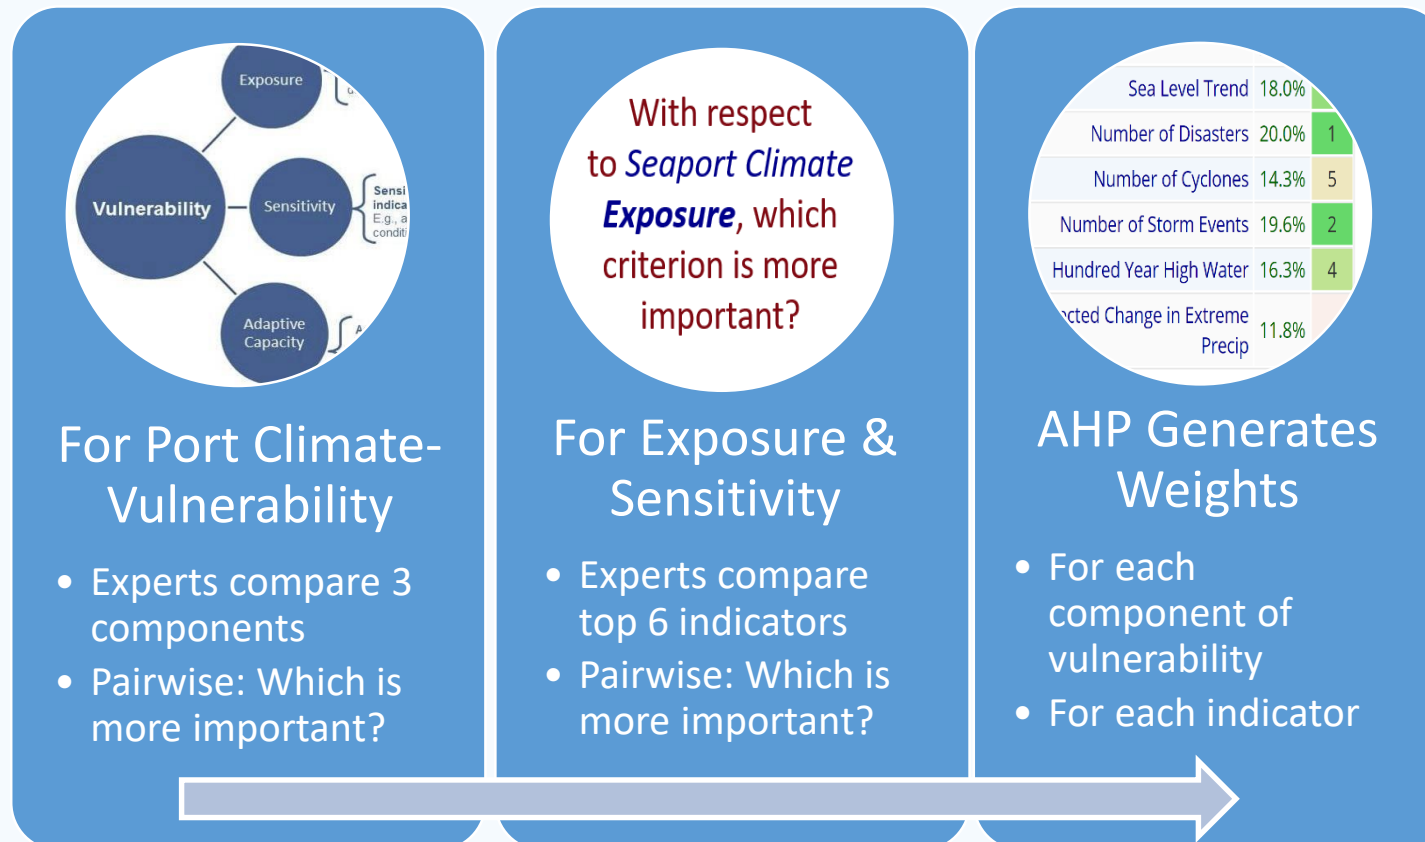 Exposure
Vulnerability
Sensitivity
Sensi
indica
E.g., a
conditi
Adaptive
Capacity
For Port Climate-
Vulnerability
• Experts compare 3
components
• Pairwise: Which is
more important?
With respect
to Seaport Climate
Exposure, which
criterion is more
important?
For Exposure &
Sensitivity
• Experts compare
top 6 indicators
• Pairwise: Which is
more important?
Sea Level Trend 18.0%
Number of Disasters 20.0% 1
Number of Cyclones 14.3% 5
Number of Storm Events 19.6% 2
Hundred Year High Water 16.3% 4
cted Change in Extreme
Precip 11.8%
AHP Generates
Weights
• For each
component of
vulnerability
• For each indicator